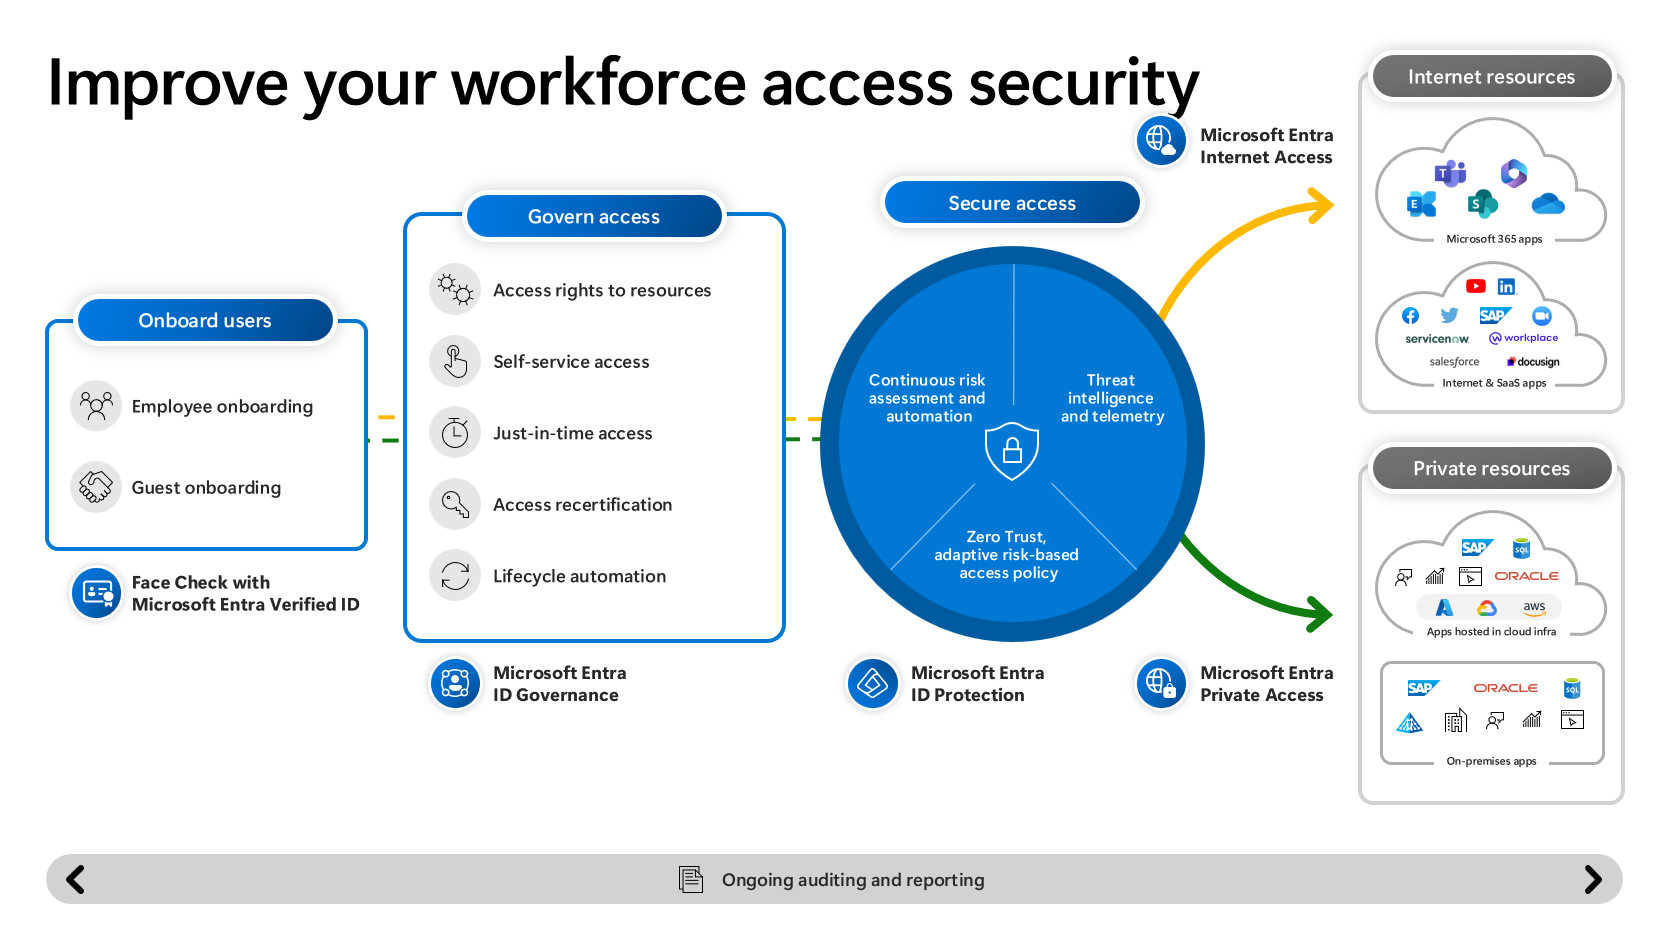 Improve your workforce access security
Onboard users
Employee onboarding
Guest onboarding
Face Check with
Microsoft Entra Verified ID
Govern access
Access rights to resources
Self-service access
Just-in-time access
Access recertification
Lifecycle automation
Microsoft Entra
ID Governance
Secure access
Continuous risk
assessment and
automation
Threat
intelligence
and telemetry
Zero Trust,
adaptive risk-based
access policy
Microsoft Entra
ID Protection
Microsoft Entra
Internet Access
Microsoft Entra
Private Access
Internet resources
T
E
S
Microsoft 365 apps
in
SAP
servicenow
workplace
salesforce
docusign
Internet & SaaS apps
Private resources
SAP
SQL
ORACLE
aws
Apps hosted in cloud infra
SAP
ORACLE
SQL
On-premises apps
Ongoing auditing and reporting